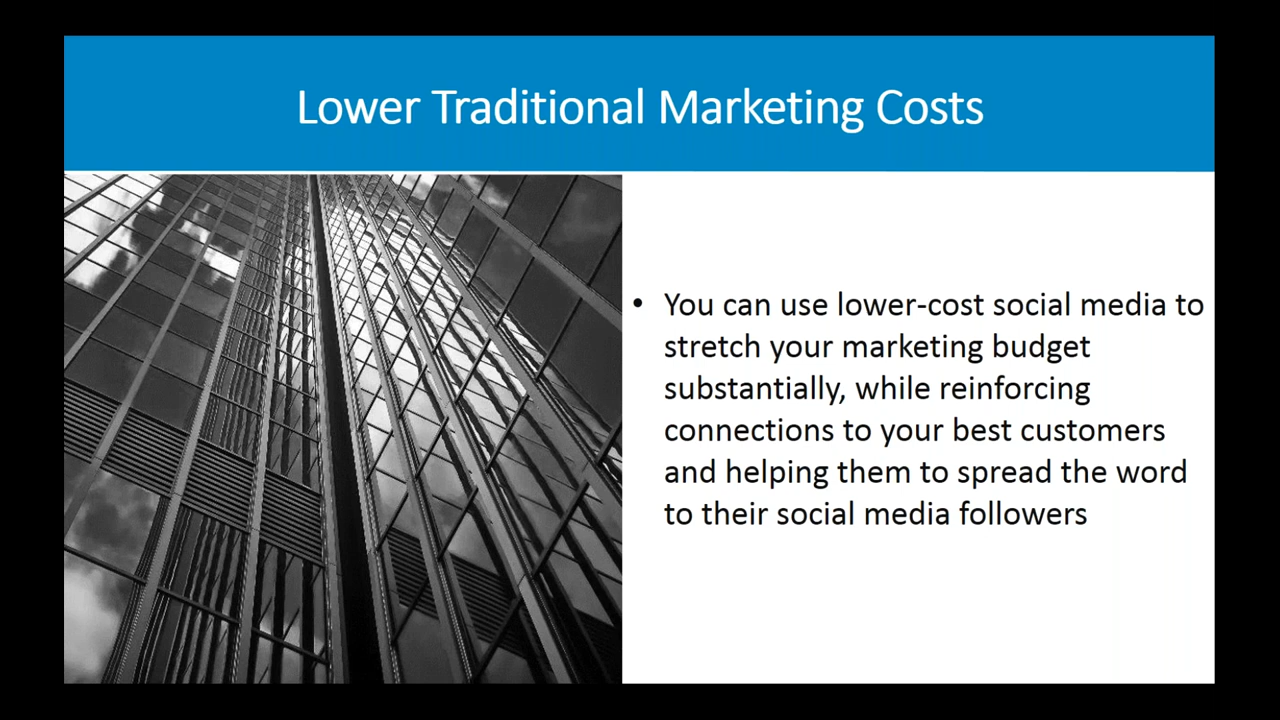 Lower Traditional Marketing Costs
• You can use lower-cost social media to
stretch your marketing budget
substantially, while reinforcing
connections to your best customers
and helping them to spread the word
to their social media followers